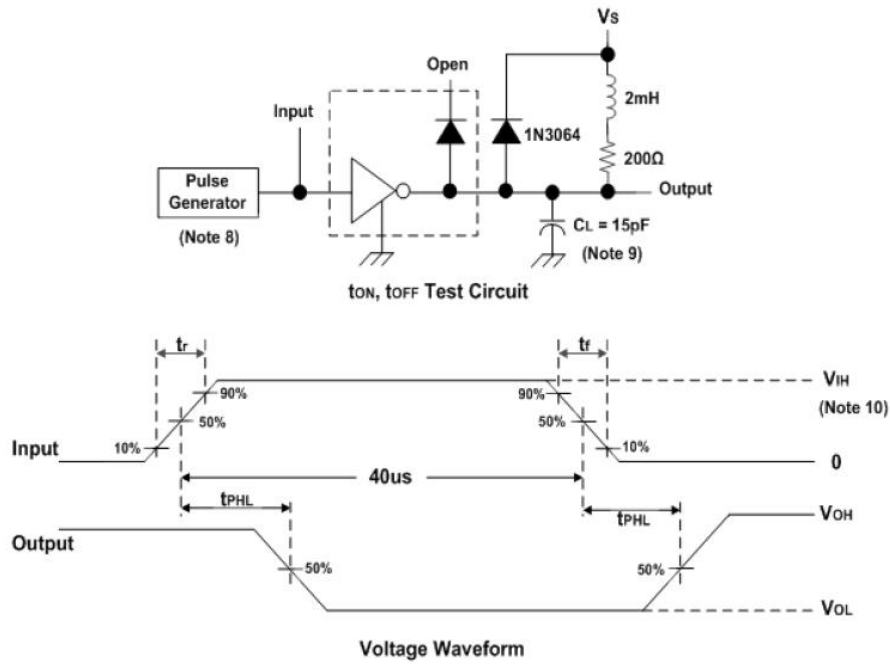 Vs
Open
2mH
Input
1N3064
200Ω
Pulse
Generator
Output
(Note 8)
CL = 15pF
(Note 9)
tON, tOFF Test Circuit
tr
tf
90%
90%
VIH
(Note 10)
50%
50%
Input
10%
10%
0
40us
tPHL
tPHL
VOH
Output
50%
50%
VOL
Voltage Waveform